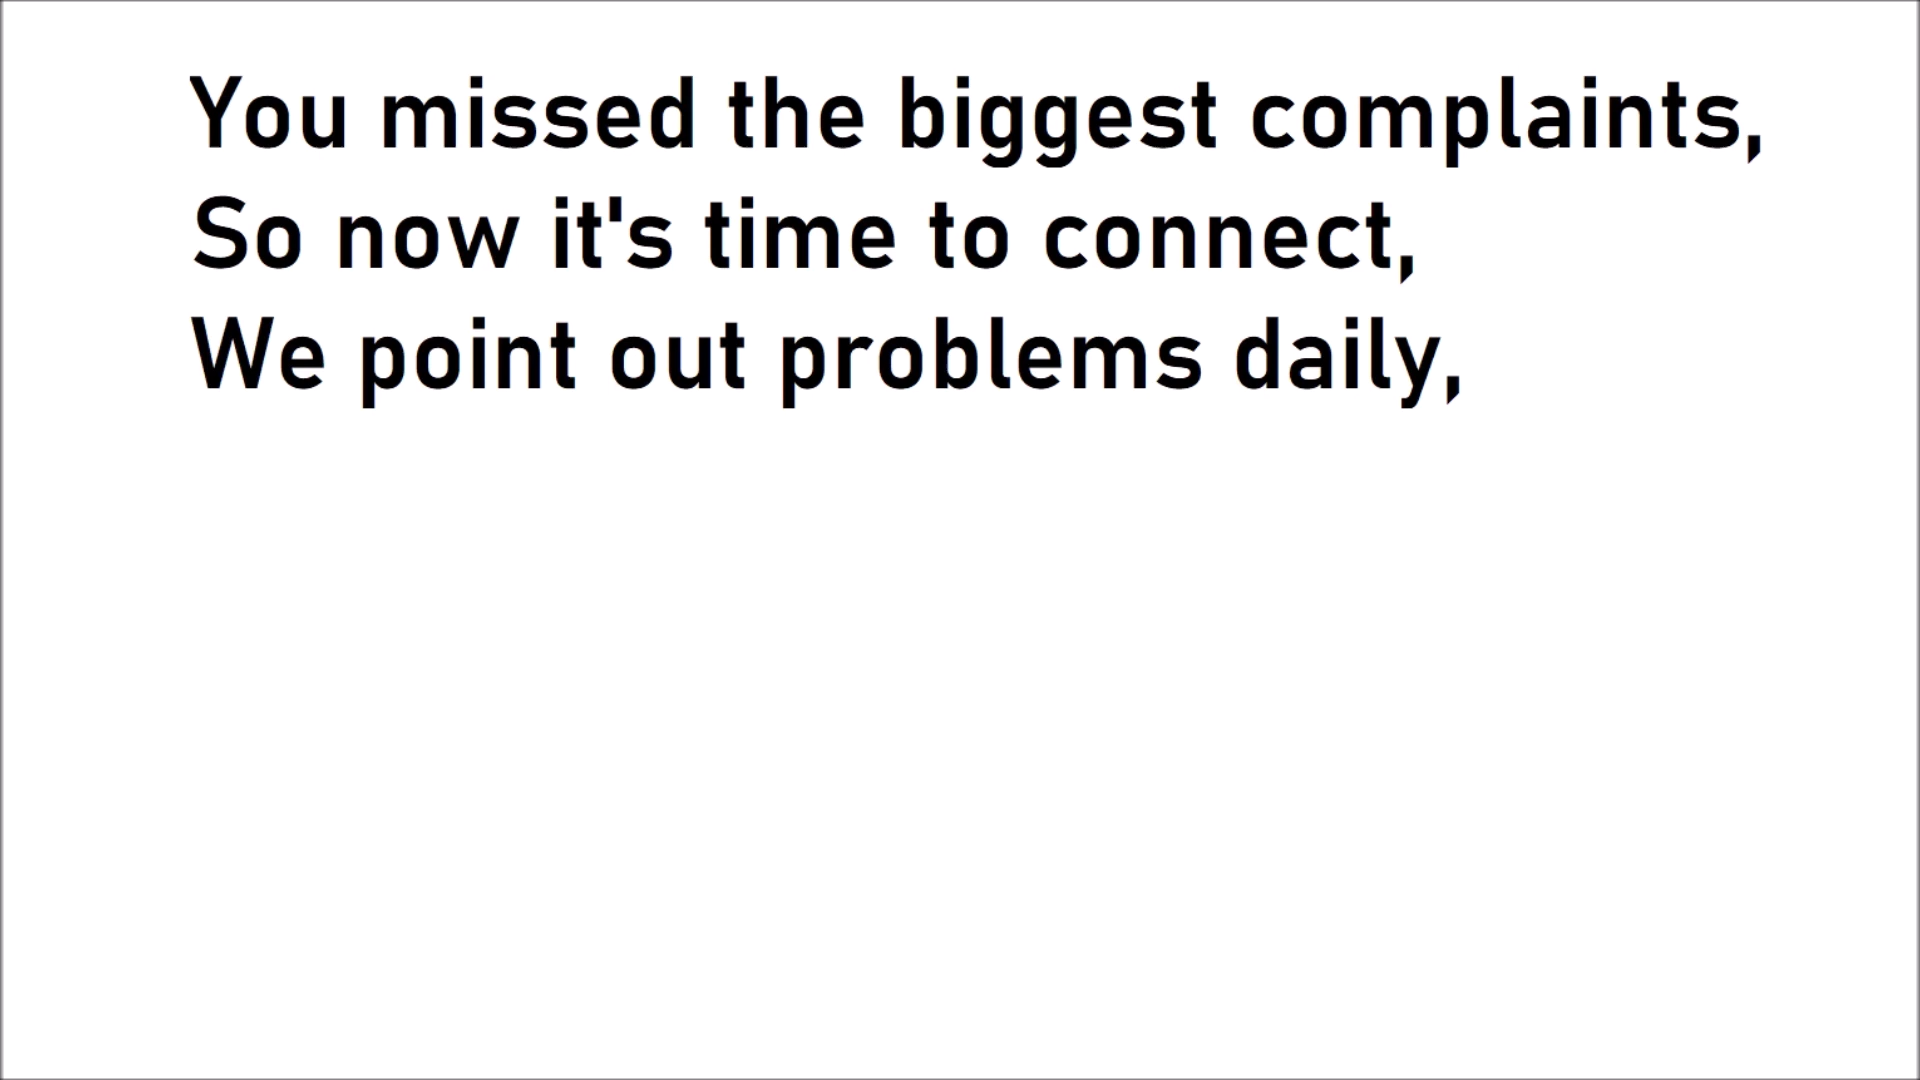 You missed the biggest complaints,
So now it's time to connect,
We point out problems daily,